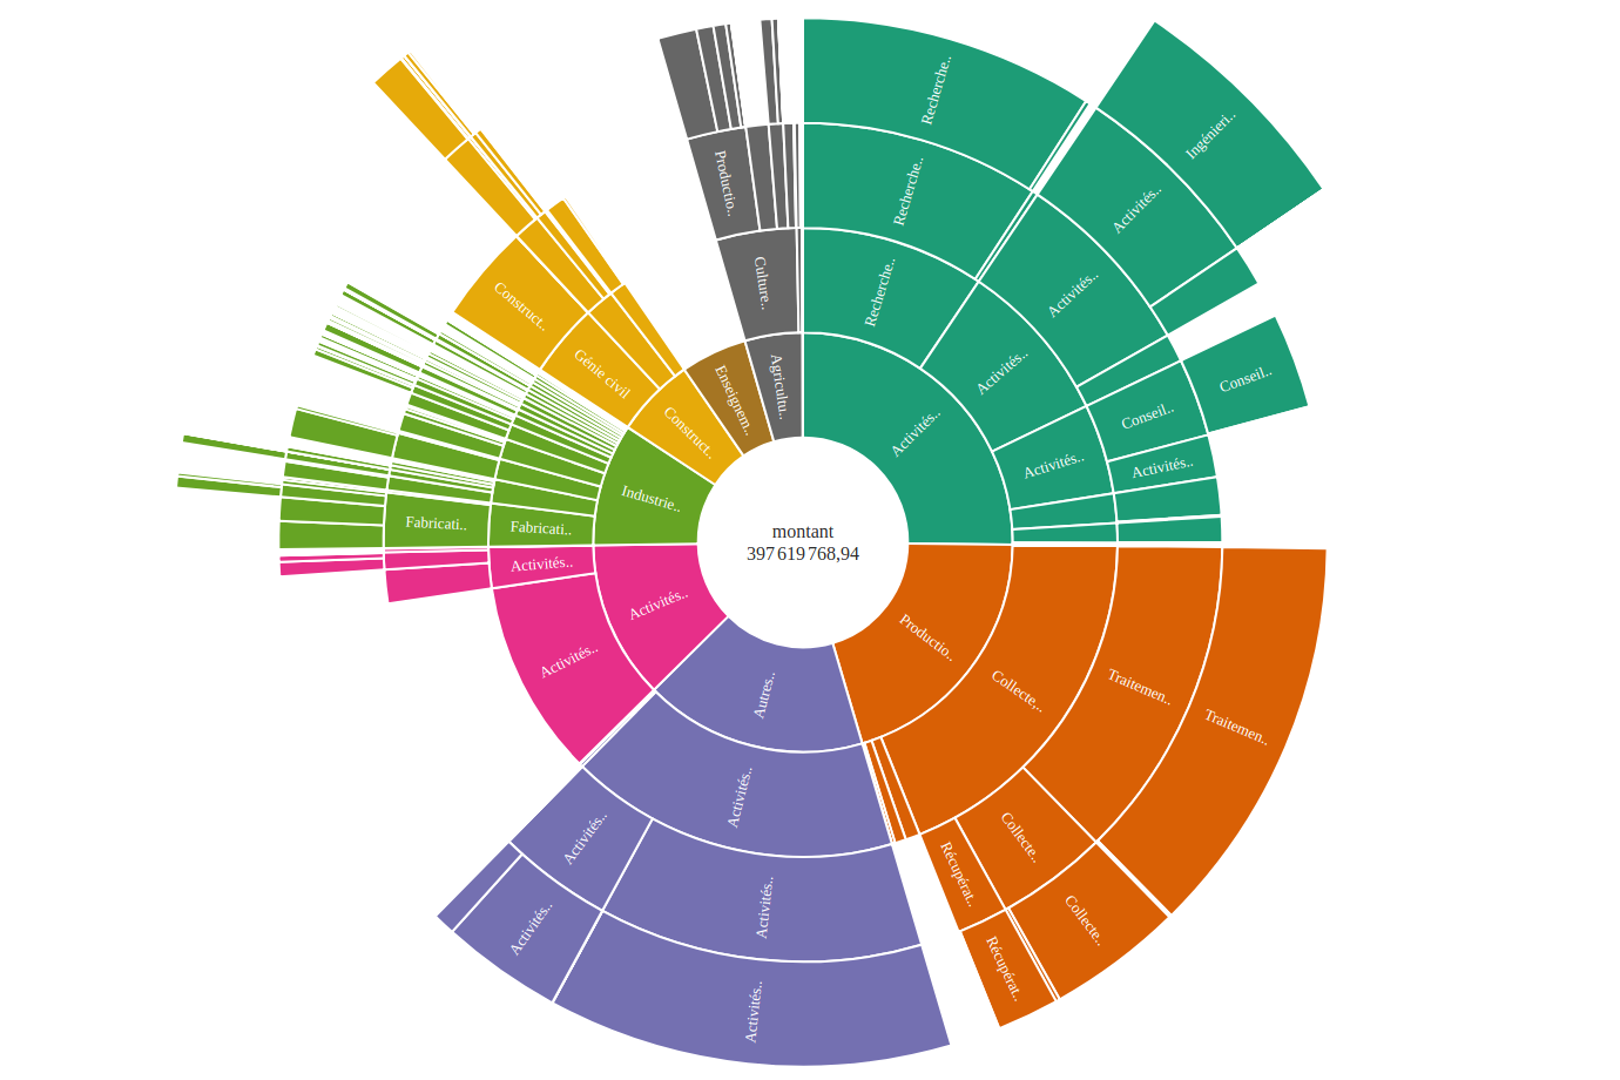 montant
397 619 768,94
Activités..
Recherche..
Recherche..
Recherche..
Activités..
Activités..
Activités..
Ingénieri..
Activités..
Conseil..
Conseil..
Activités..
Productio..
Collecte,..
Traitemen..
Traitemen..
Collecte..
Collecte..
Récupérat..
Récupérat..
Autres..
Activités..
Activités..
Activités..
Activités..
Activités..
Activités..
Activités..
Activités..
Industrie..
Fabricati..
Fabricati..
Construct..
Génie civil
Construct..
Enseignem..
Agricultu..
Culture..
Productio..